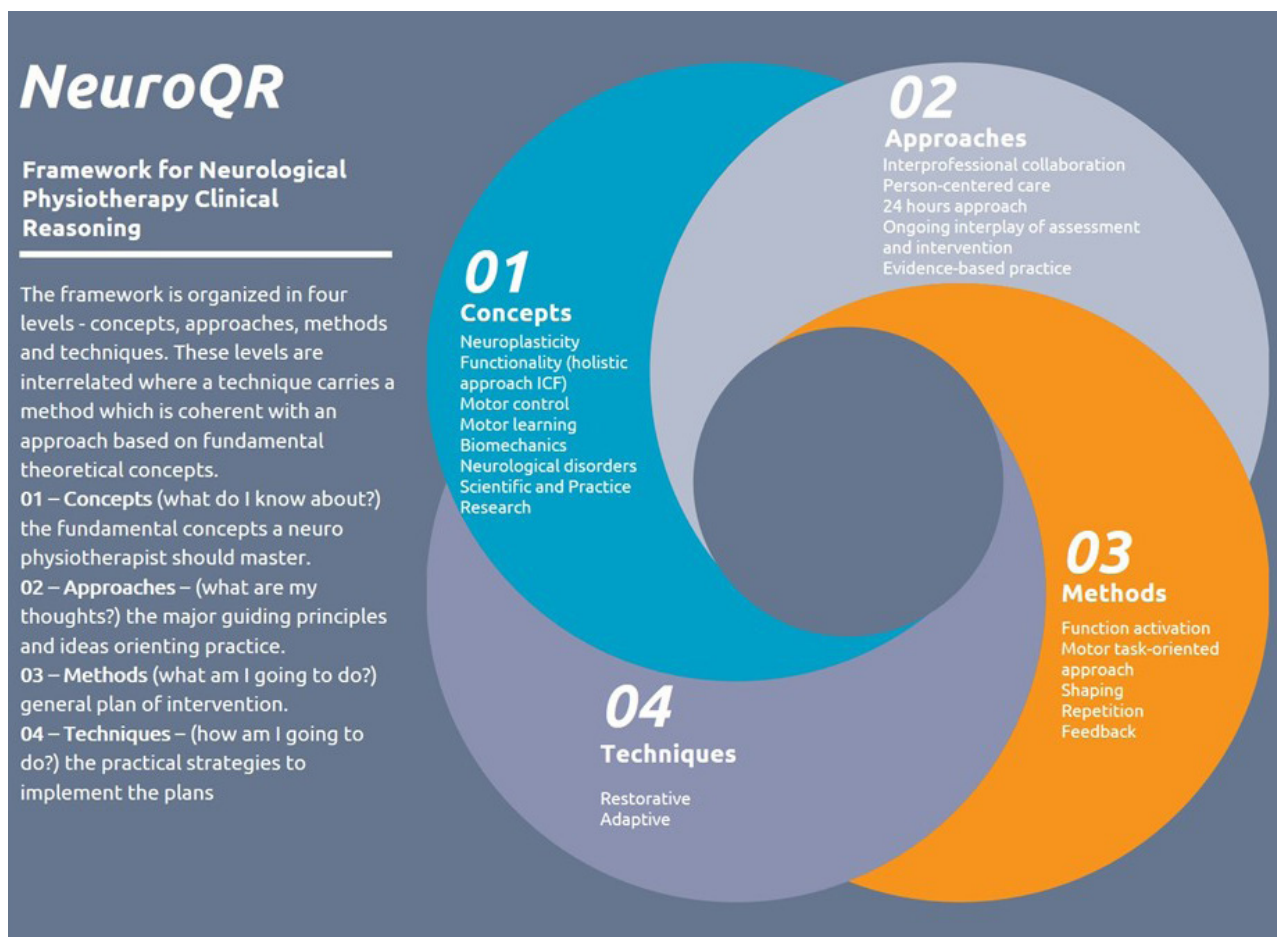 NeuroQR
Framework for Neurological
Physiotherapy Clinical
Reasoning
The framework is organized in four
levels - concepts, approaches, methods
and techniques. These levels are
interrelated where a technique carries a
method which is coherent with an
approach based on fundamental
theoretical concepts.
01 – Concepts (what do I know about?)
the fundamental concepts a neuro
physiotherapist should master.
02 – Approaches – (what are my
thoughts?) the major guiding principles
and ideas orienting practice.
03 – Methods (what am I going to do?)
general plan of intervention.
04 – Techniques – (how am I going to
do?) the practical strategies to
implement the plans
01
Concepts
Neuroplasticity
Functionality (holistic
approach ICF)
Motor control
Motor learning
Biomechanics
Neurological disorders
Scientific and Practice
Research
02
Approaches
Interprofessional collaboration
Person-centered care
24 hours approach
Ongoing interplay of assessment
and intervention
Evidence-based practice
03
Methods
Function activation
Motor task-oriented
approach
Shaping
Repetition
Feedback
04
Techniques
Restorative
Adaptive